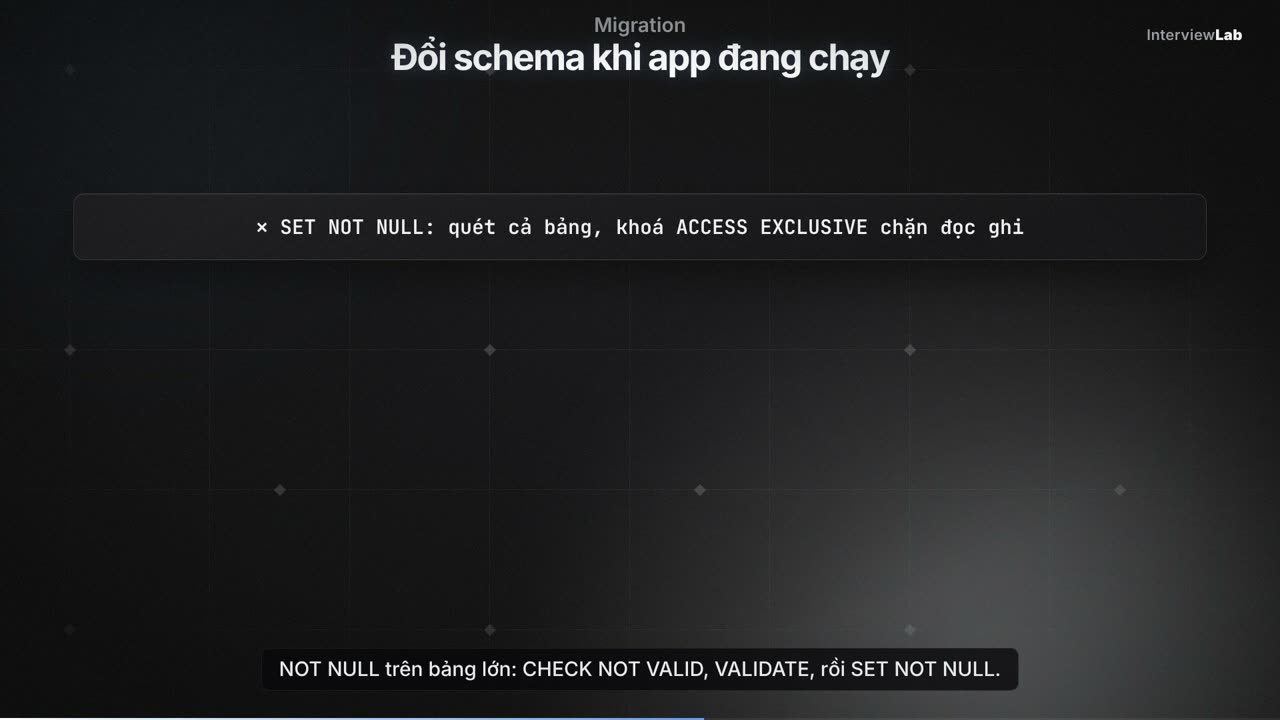 Migration
Đổi schema khi app đang chạy
InterviewLab
× SET NOT NULL: quét cả bảng, khoá ACCESS EXCLUSIVE chặn đọc ghi
NOT NULL trên bảng lớn: CHECK NOT VALID, VALIDATE, rồi SET NOT NULL.